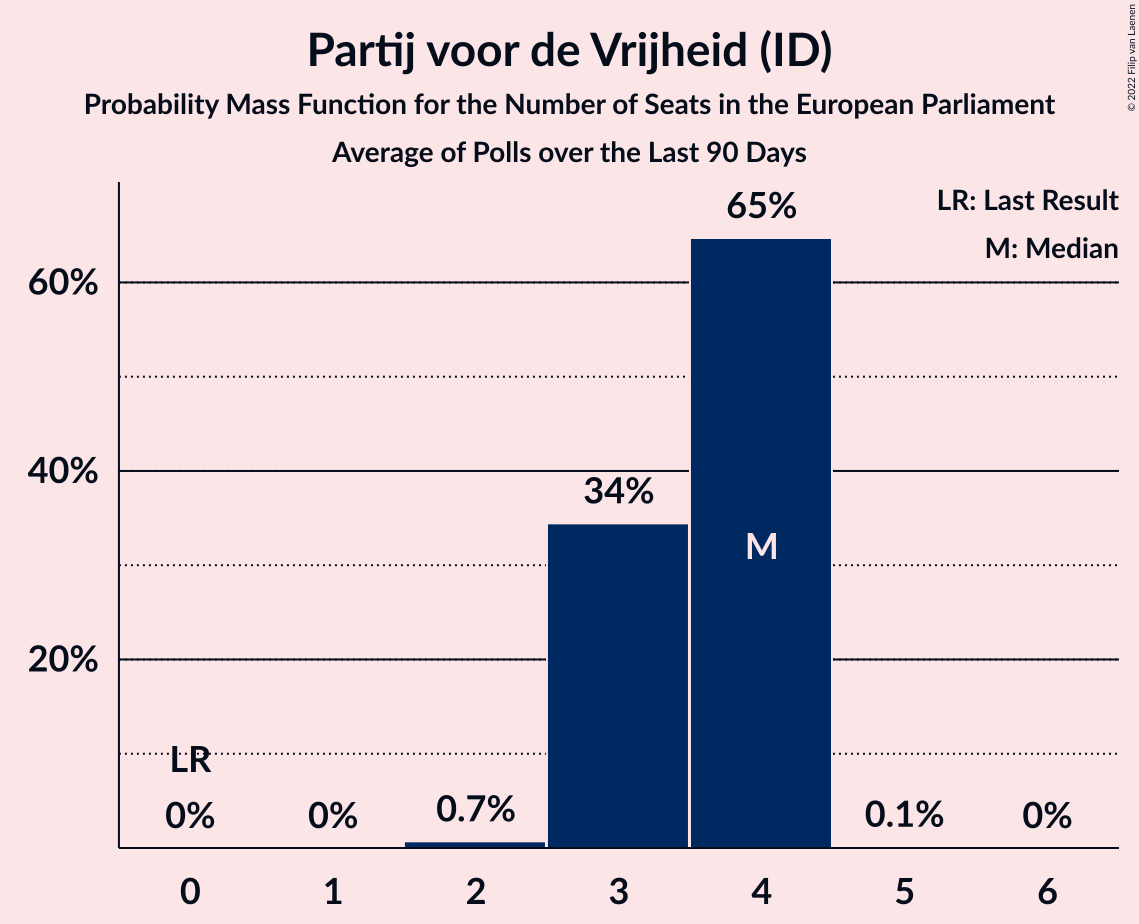 Partij voor de Vrijheid (ID)
Probability Mass Function for the Number of Seats in the European Parliament
Average of Polls over the Last 90 Days
© 2022 Filip van Laenen
LR: Last Result
M: Median
65%
60%
40%
34%
M
20%
LR
0% 0% 0.7% 0.1% 0%
0 1 2 3 4 5 6